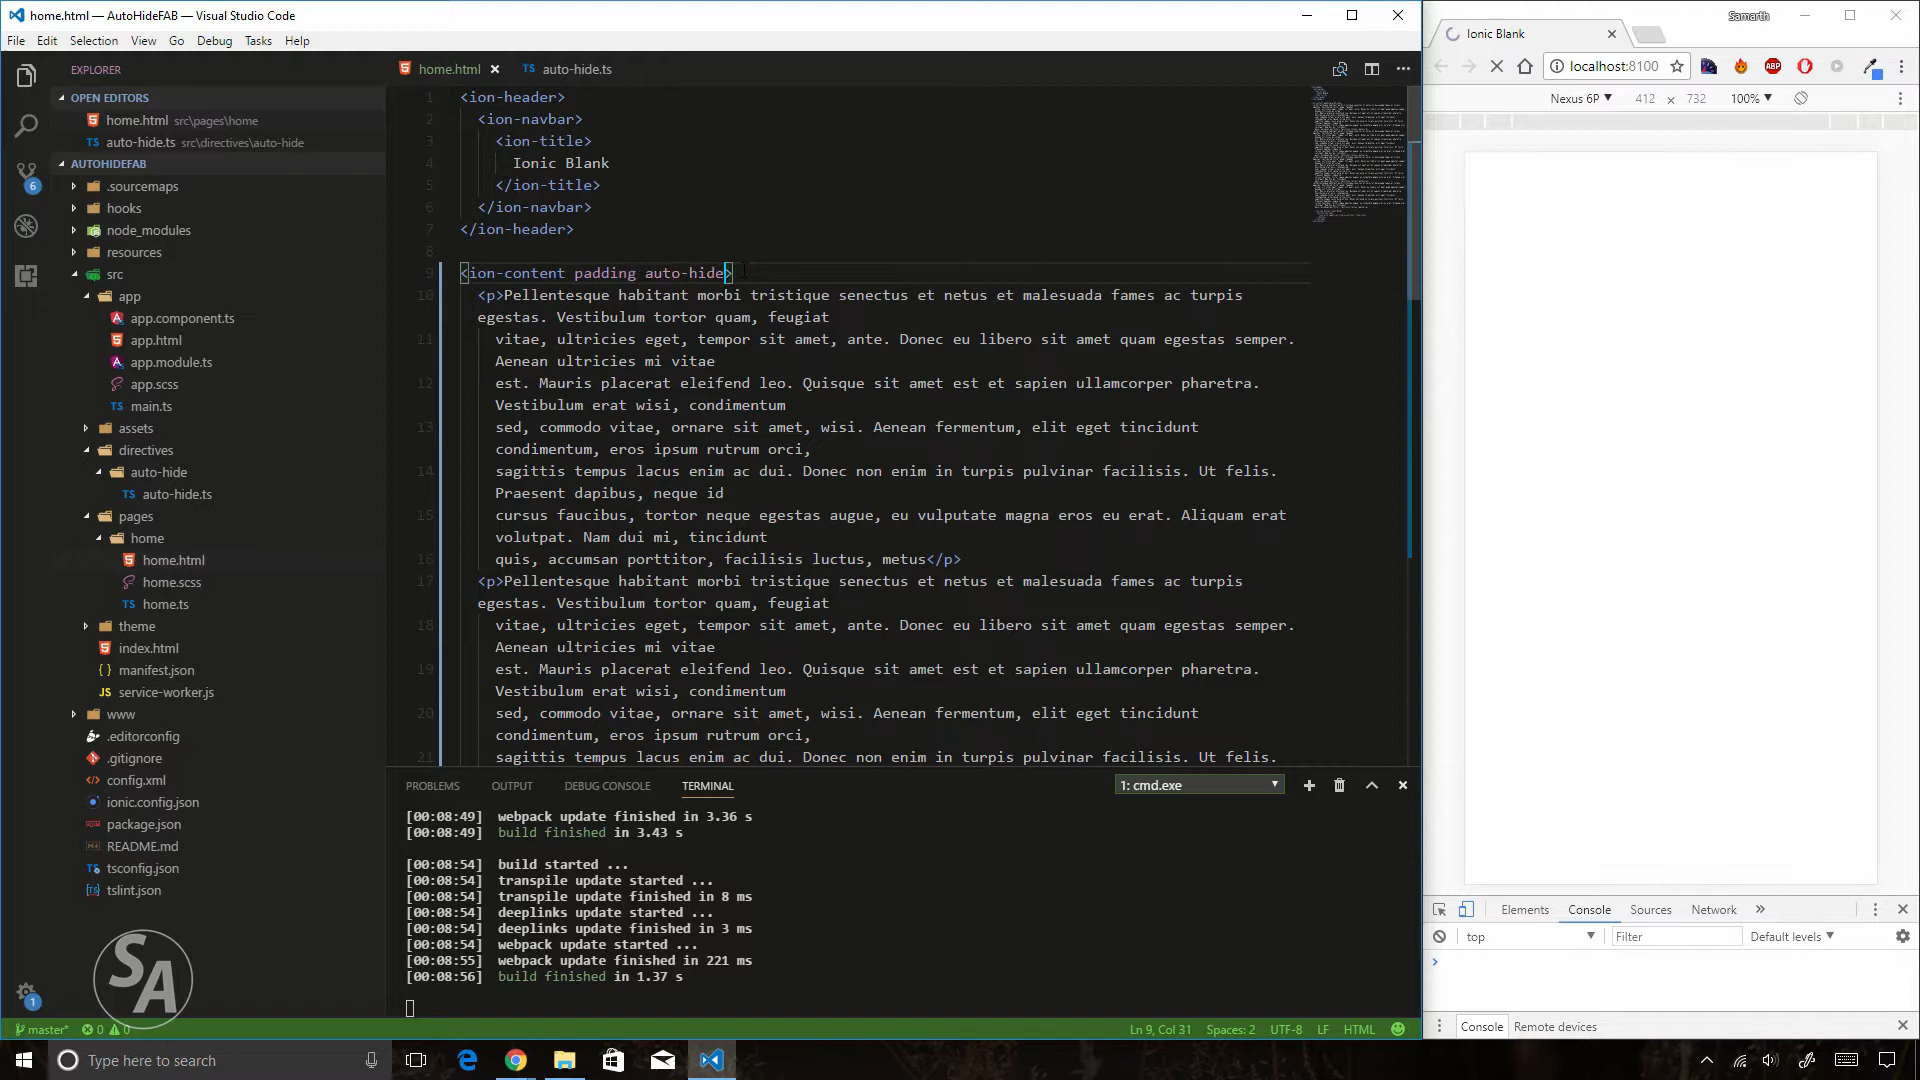 home.html — AutoHideFAB — Visual Studio Code
File Edit Selection View Go Debug Tasks Help
EXPLORER
OPEN EDITORS
home.html src\pages\home
auto-hide.ts src\directives\auto-hide
AUTOHIDEFAB
.sourcemaps
hooks
node_modules
resources
src
app
app.component.ts
app.html
app.module.ts
app.scss
main.ts
assets
directives
auto-hide
auto-hide.ts
pages
home
home.html
home.scss
home.ts
theme
index.html
manifest.json
service-worker.js
www
.editorconfig
.gitignore
config.xml
ionic.config.json
package.json
README.md
tsconfig.json
tslint.json
6
1
SA
home.html
TS auto-hide.ts
1 <ion-header>
2 <ion-navbar>
3 <ion-title>
4 Ionic Blank
5 </ion-title>
6 </ion-navbar>
7 </ion-header>
8
9 <ion-content padding auto-hide>
10 <p>Pellentesque habitant morbi tristique senectus et netus et malesuada fames ac turpis
egestas. Vestibulum tortor quam, feugiat
11 vitae, ultricies eget, tempor sit amet, ante. Donec eu libero sit amet quam egestas semper.
Aenean ultricies mi vitae
12 est. Mauris placerat eleifend leo. Quisque sit amet est et sapien ullamcorper pharetra.
Vestibulum erat wisi, condimentum
13 sed, commodo vitae, ornare sit amet, wisi. Aenean fermentum, elit eget tincidunt
condimentum, eros ipsum rutrum orci,
14 sagittis tempus lacus enim ac dui. Donec non enim in turpis pulvinar facilisis. Ut felis.
Praesent dapibus, neque id
15 cursus faucibus, tortor neque egestas augue, eu vulputate magna eros eu erat. Aliquam erat
volutpat. Nam dui mi, tincidunt
16 quis, accumsan porttitor, facilisis luctus, metus</p>
17 <p>Pellentesque habitant morbi tristique senectus et netus et malesuada fames ac turpis
egestas. Vestibulum tortor quam, feugiat
18 vitae, ultricies eget, tempor sit amet, ante. Donec eu libero sit amet quam egestas semper.
Aenean ultricies mi vitae
19 est. Mauris placerat eleifend leo. Quisque sit amet est et sapien ullamcorper pharetra.
Vestibulum erat wisi, condimentum
20 sed, commodo vitae, ornare sit amet, wisi. Aenean fermentum, elit eget tincidunt
condimentum, eros ipsum rutrum orci,
21 sagittis tempus lacus enim ac dui. Donec non enim in turpis pulvinar facilisis. Ut felis.
PROBLEMS OUTPUT DEBUG CONSOLE TERMINAL
1: cmd.exe
[00:08:49] webpack update finished in 3.36 s
[00:08:49] build finished in 3.43 s
[00:08:54] build started ...
[00:08:54] transpile update started ...
[00:08:54] transpile update finished in 8 ms
[00:08:54] deeplinks update started ...
[00:08:54] deeplinks update finished in 3 ms
[00:08:54] webpack update started ...
[00:08:55] webpack update finished in 221 ms
[00:08:56] build finished in 1.37 s
master* 0 0
Ln 9, Col 31 Spaces: 2 UTF-8 LF HTML
Samarth
Ionic Blank
localhost:8100
ABP
Nexus 6P 412 x 732 100%
Elements Console Sources Network »
top Filter Default levels
Console Remote devices
Type here to search